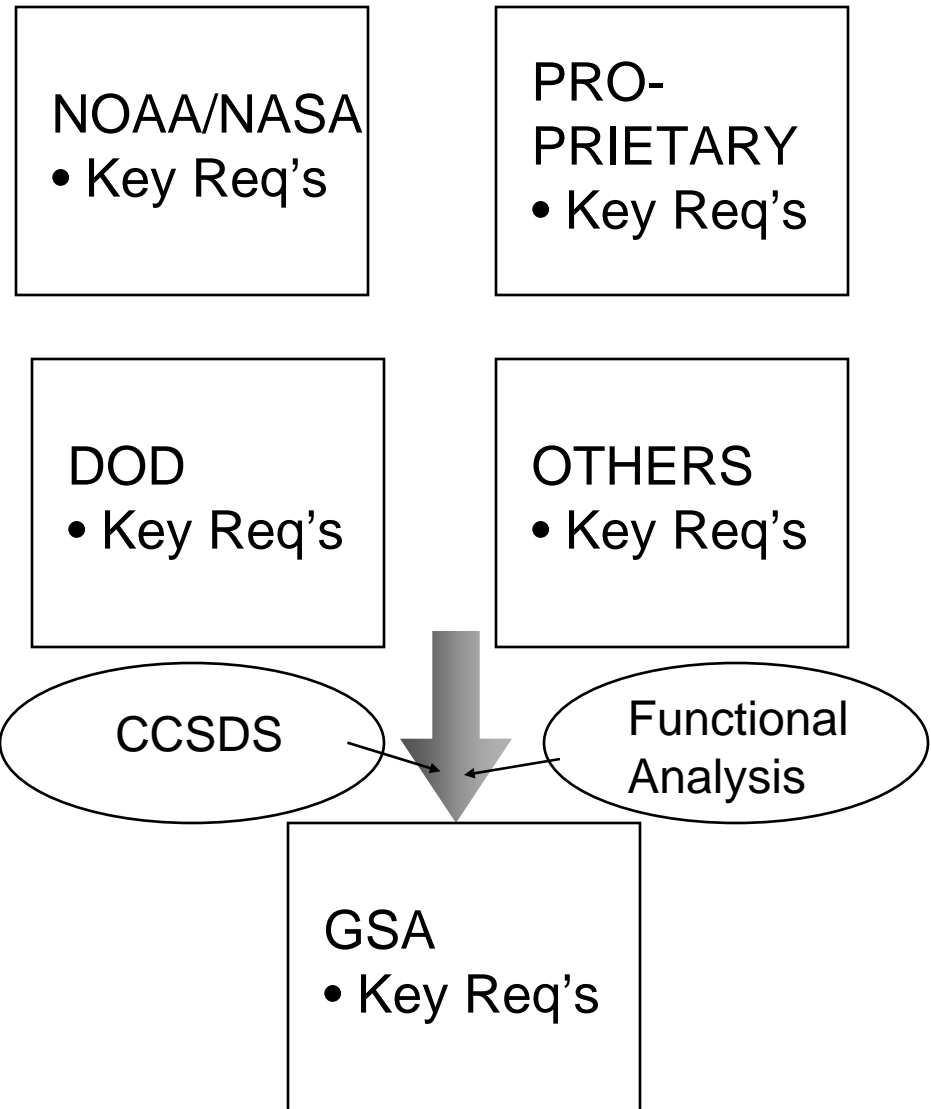 NOAA/NASA
• Key Req's
PRO-
PRIETARY
• Key Req's
DOD
• Key Req's
OTHERS
• Key Req's
CCSDS
Functional
Analysis
GSA
• Key Req's